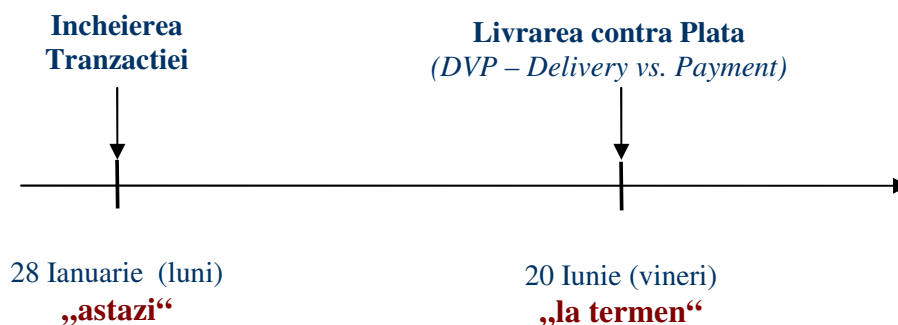 Incheierea
Tranzactiei
Livrarea contra Plata
(DVP – Delivery vs. Payment)
28 Ianuarie (luni)
„astazi“
20 Iunie (vineri)
„la termen“